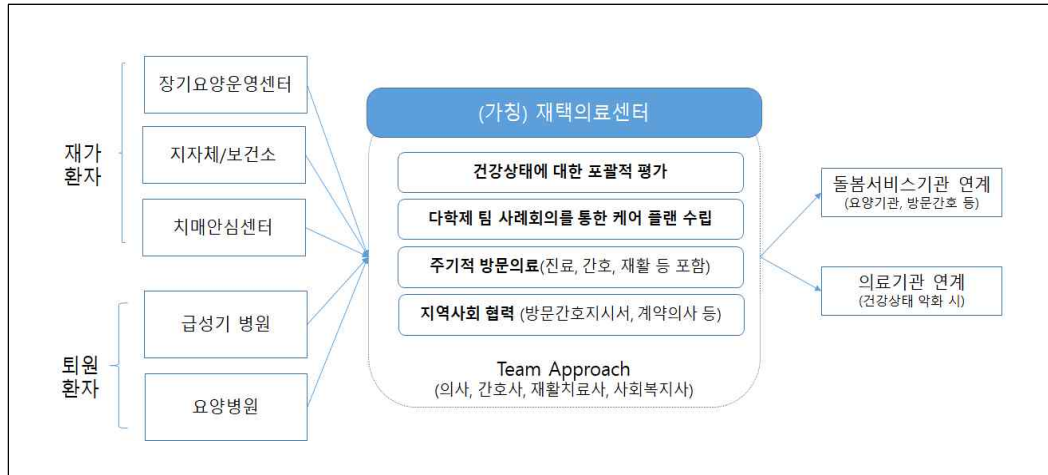 재가
환자
장기요양운영센터
지자체/보건소
치매안심센터
퇴원
환자
급성기 병원
요양병원
(가칭) 재택의료센터
건강상태에 대한 포괄적 평가
다학제 팀 사례회의를 통한 케어 플랜 수립
주기적 방문의료(진료, 간호, 재활 등 포함)
지역사회 협력 (방문간호지시서, 계약의사 등)
Team Approach
(의사, 간호사, 재활치료사, 사회복지사)
돌봄서비스기관 연계
(요양기관, 방문간호 등)
의료기관 연계
(건강상태 악화 시)